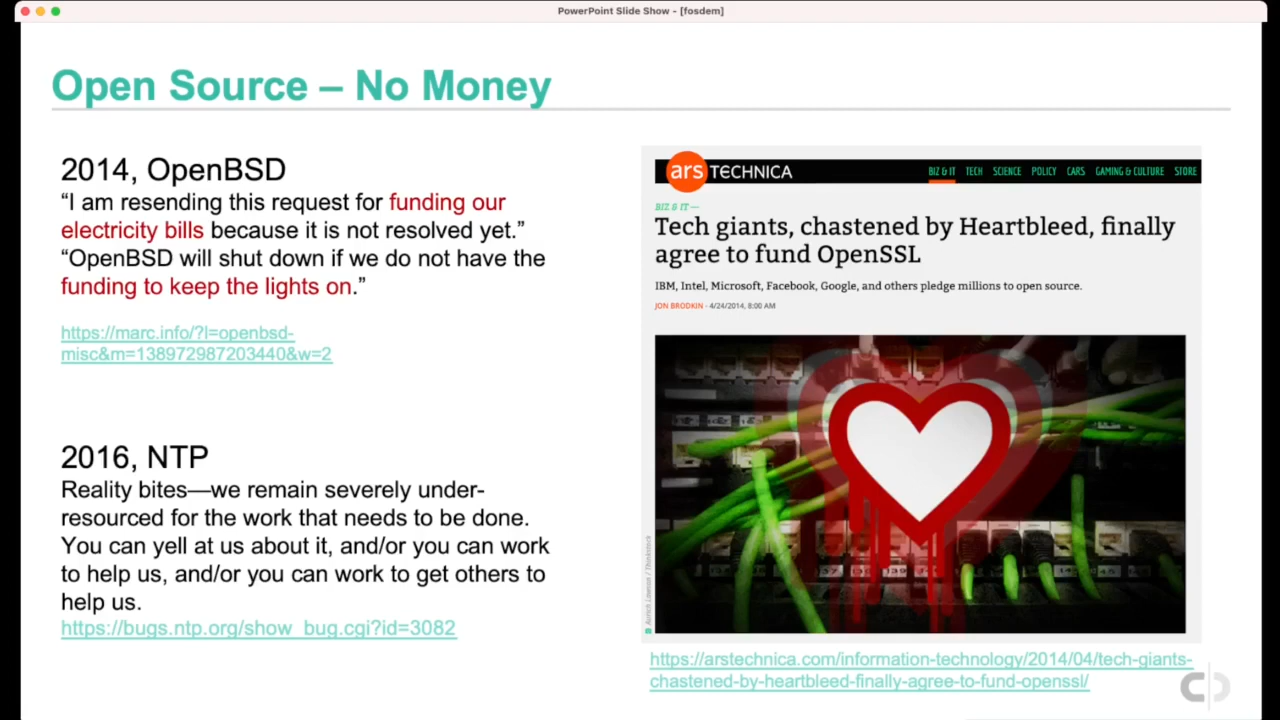 PowerPoint Slide Show - [fosdem]
Open Source – No Money
2014, OpenBSD
“I am resending this request for funding our
electricity bills because it is not resolved yet.”
“OpenBSD will shut down if we do not have the
funding to keep the lights on.”
https://marc.info/?l=openbsd-
misc&m=138972987203440&w=2
2016, NTP
Reality bites—we remain severely under-
resourced for the work that needs to be done.
You can yell at us about it, and/or you can work
to help us, and/or you can work to get others to
help us.
https://bugs.ntp.org/show_bug.cgi?id=3082
ars TECHNICA
BIZ & IT TECH SCIENCE POLICY CARS GAMING & CULTURE STORE
BIZ & IT —
Tech giants, chastened by Heartbleed, finally
agree to fund OpenSSL
IBM, Intel, Microsoft, Facebook, Google, and others pledge millions to open source.
JON BRODKIN - 4/24/2014, 8:00 AM
https://arstechnica.com/information-technology/2014/04/tech-giants-
chastened-by-heartbleed-finally-agree-to-fund-openssl/